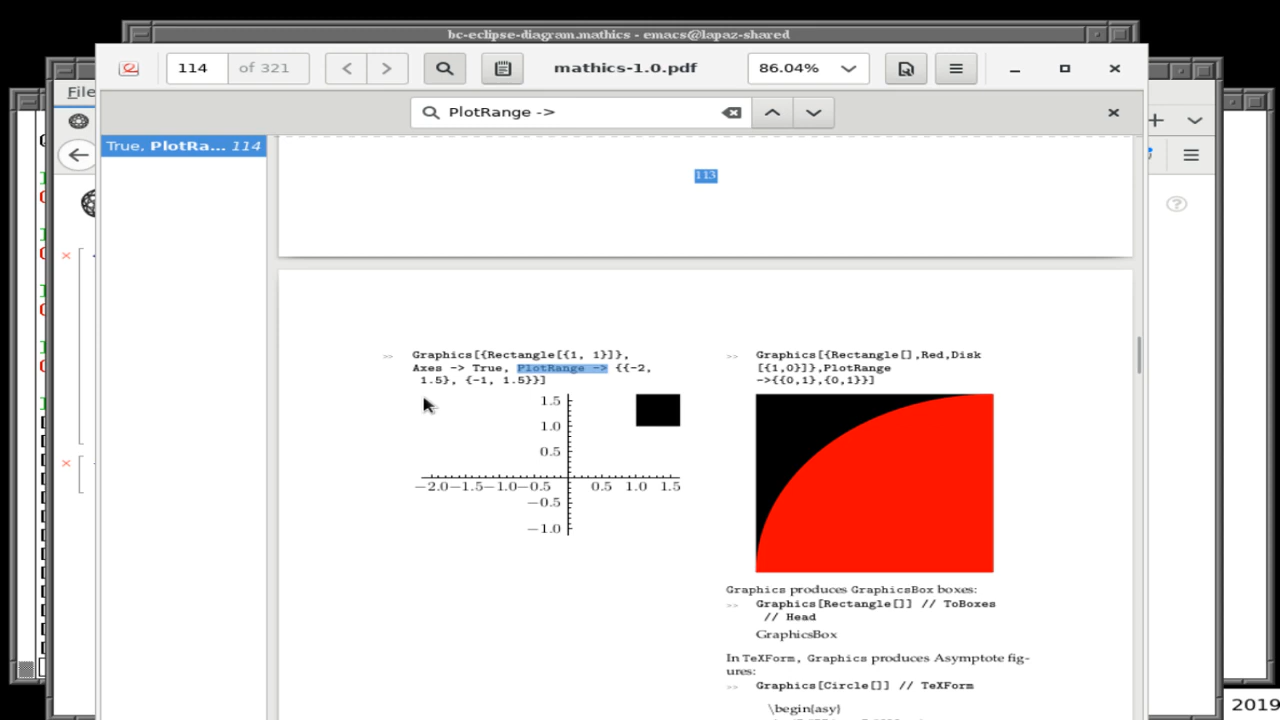 bc-eclipse-diagram.mathics - emacs@lapaz-shared
114 of 321
mathics-1.0.pdf
86.04%
File
PlotRange ->
True, PlotRa... 114
113
>> Graphics[{Rectangle[{1, 1}]},
Axes -> True, PlotRange -> {{-2,
1.5}, {-1, 1.5}}]
1.5
1.0
0.5
−2.0−1.5−1.0−0.5 0.5 1.0 1.5
−0.5
−1.0
>> Graphics[{Rectangle[],Red,Disk
[{1,0}]},PlotRange
->{{0,1},{0,1}}]
Graphics produces GraphicsBox boxes:
>> Graphics[Rectangle[]] // ToBoxes
// Head
GraphicsBox
In TeXForm, Graphics produces Asymptote fig-
ures:
>> Graphics[Circle[]] // TeXForm
\begin{asy}
2019